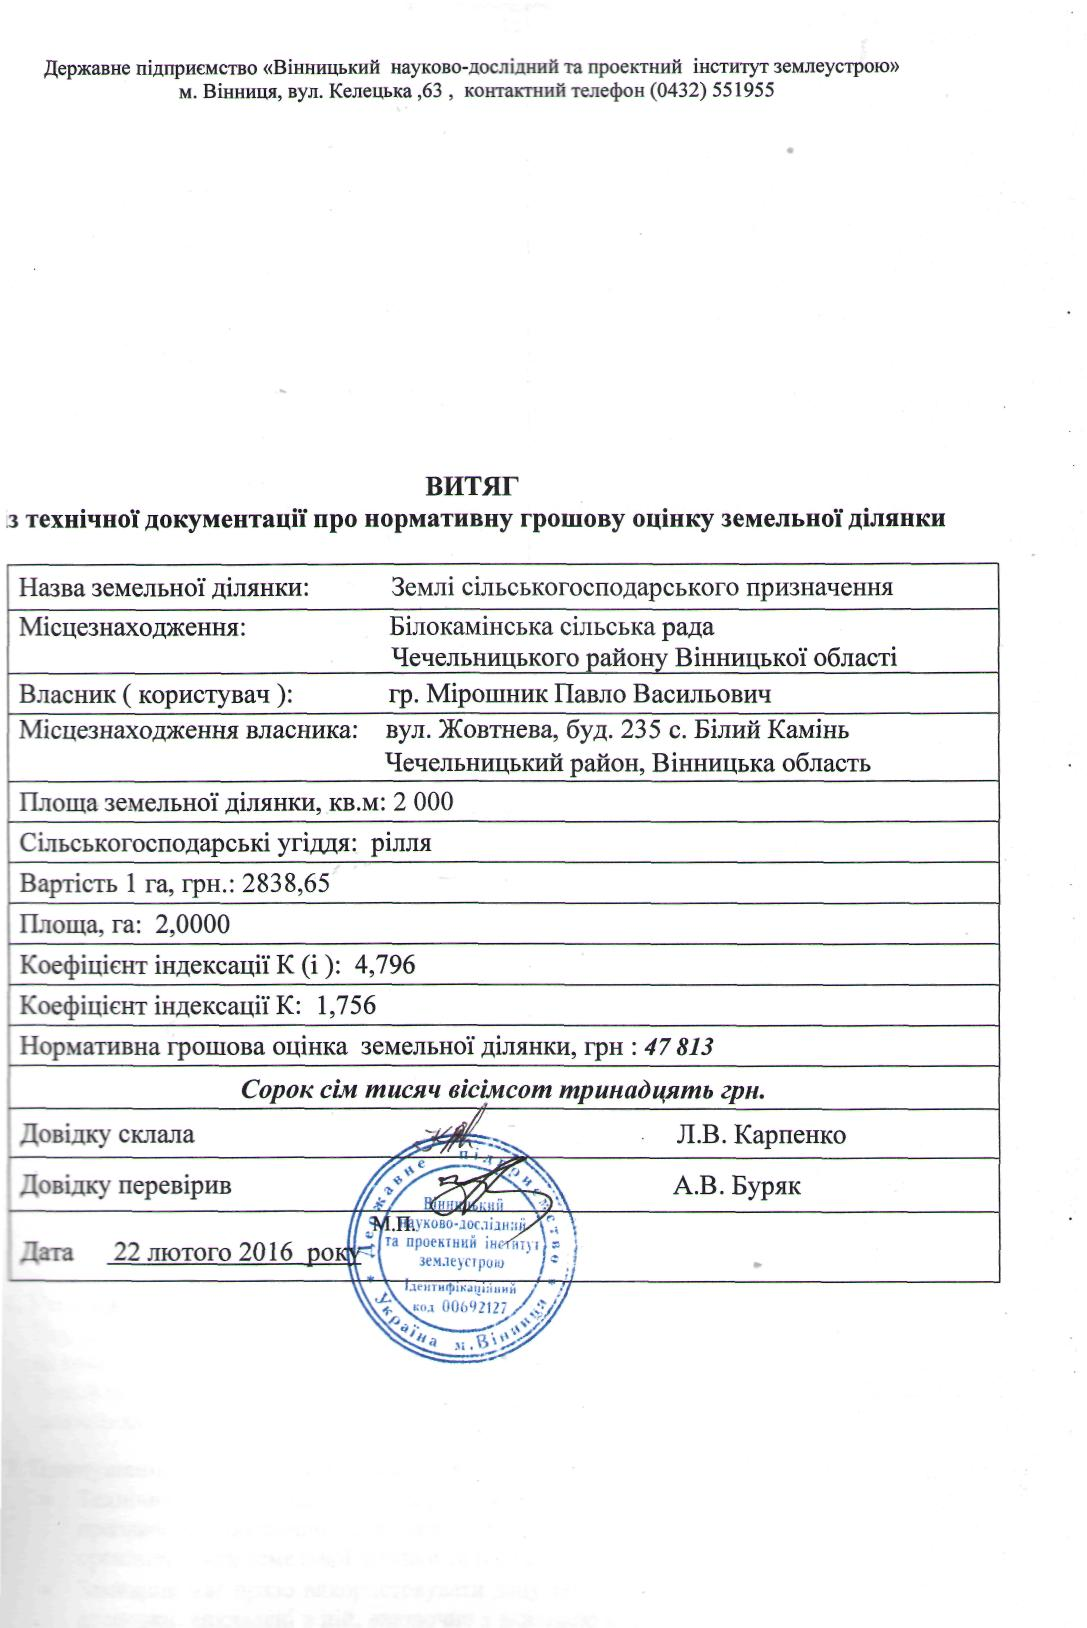 Державне підприємство «Вінницький науково-дослідний та проектний інститут землеустрою»
м. Вінниця, вул. Келецька ,63 , контактний телефон (0432) 551955
ВИТЯГ
із технічної документації про нормативну грошову оцінку земельної ділянки
Назва земельної ділянки: Землі сільськогосподарського призначення
Місцезнаходження: Білокамінська сільська рада
Чечельницького району Вінницької області
Власник ( користувач ): гр. Мірошник Павло Васильович
Місцезнаходження власника: вул. Жовтнева, буд. 235 с. Білий Камінь
Чечельницький район, Вінницька область
Площа земельної ділянки, кв.м: 2 000
Сільськогосподарські угіддя: рілля
Вартість 1 га, грн.: 2838,65
Площа, га: 2,0000
Коефіцієнт індексації К (і ): 4,796
Коефіцієнт індексації К: 1,756
Нормативна грошова оцінка земельної ділянки, грн : 47 813
Сорок сім тисяч вісімсот тринадцять грн.
Довідку склала Л.В. Карпенко
Довідку перевірив А.В. Буряк
М.П.
Дата 22 лютого 2016 року
Державне підприємство
* Україна м.Вінниця *
Вінницький
науково-дослідний
та проектний інститут
землеустрою
Ідентифікаційний
код 00692127